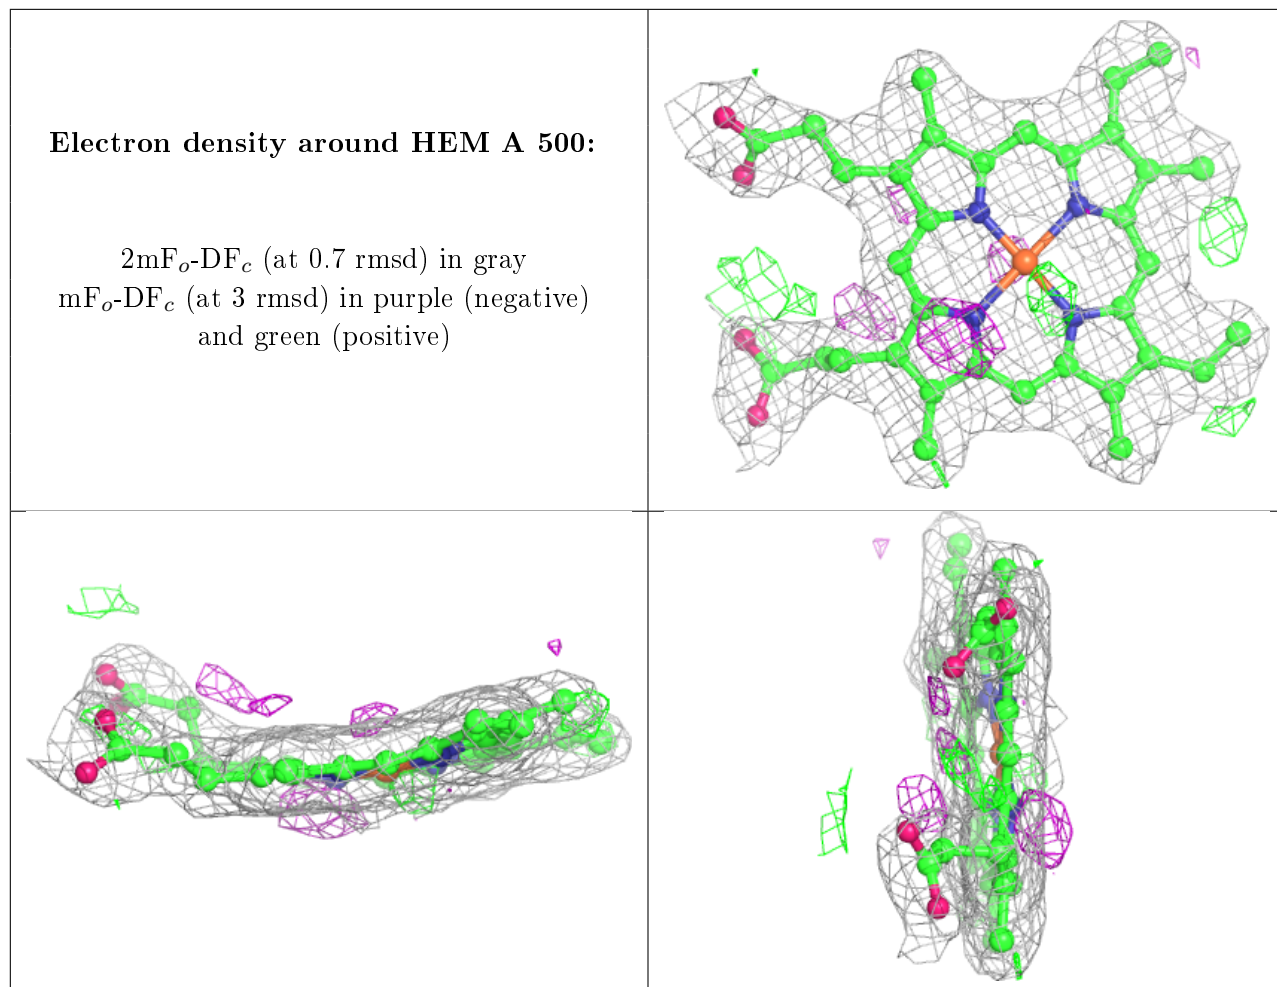 Electron density around HEM A 500:
2mFo-DFc (at 0.7 rmsd) in gray
mFo-DFc (at 3 rmsd) in purple (negative)
and green (positive)